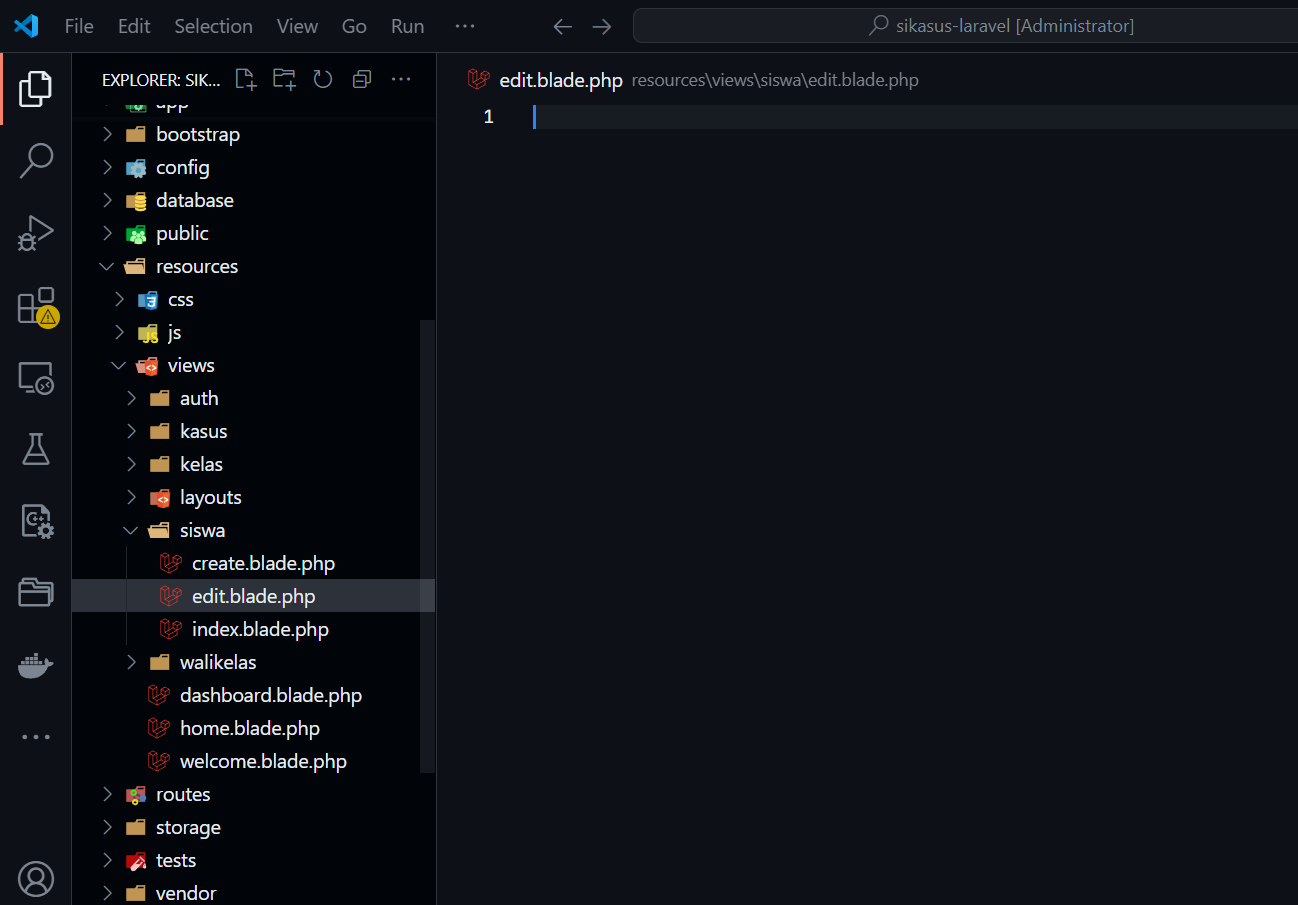 File Edit Selection View Go Run ... sikasus-laravel [Administrator]
EXPLORER: SIK... ...
edit.blade.php resources\views\siswa\edit.blade.php
1
app
bootstrap
config
database
public
resources
css
js
views
auth
kasus
kelas
layouts
siswa
create.blade.php
edit.blade.php
index.blade.php
walikelas
dashboard.blade.php
home.blade.php
welcome.blade.php
routes
storage
tests
vendor